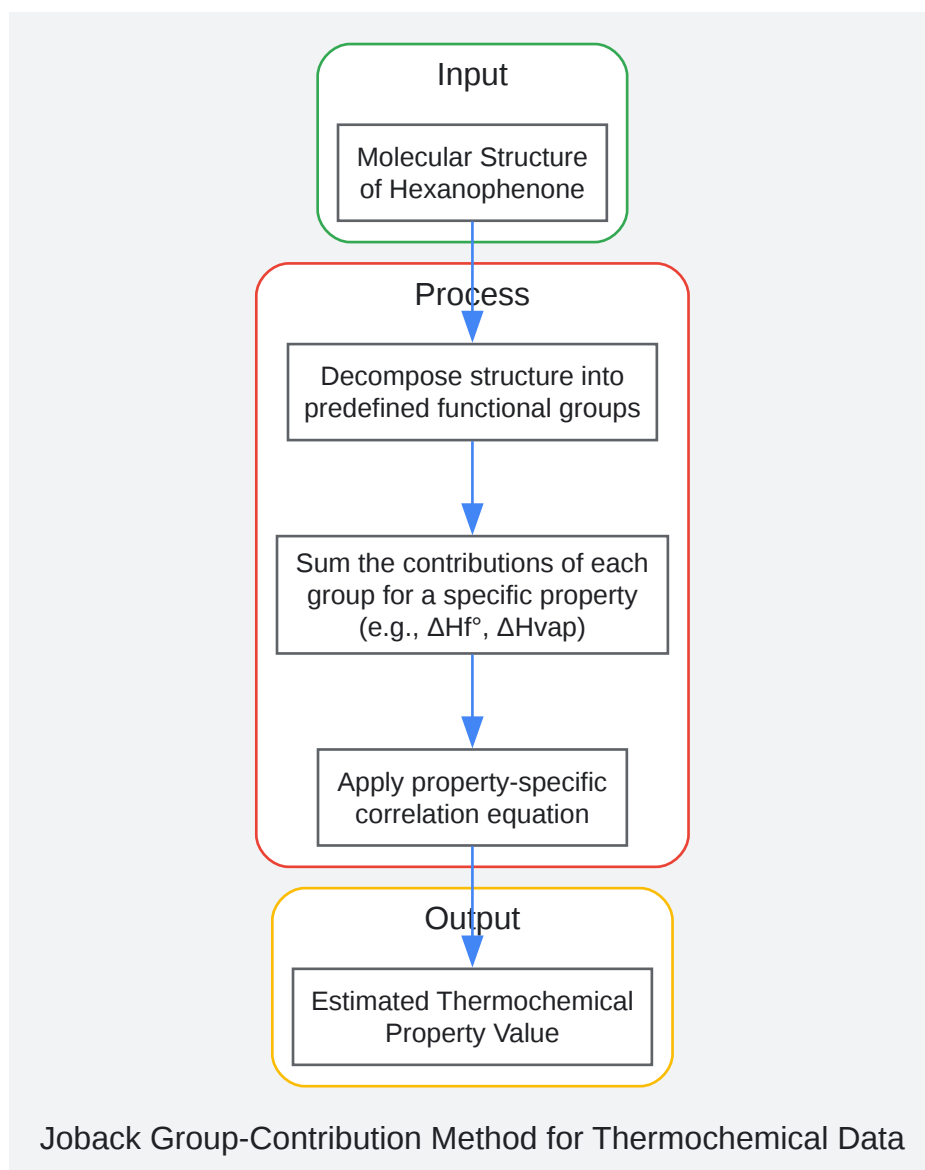 Input
Molecular Structure
of Hexanophenone
Process
Decompose structure into
predefined functional groups
Sum the contributions of each
group for a specific property
(e.g., ΔHf°, ΔHvap)
Apply property-specific
correlation equation
Output
Estimated Thermochemical
Property Value
Joback Group-Contribution Method for Thermochemical Data